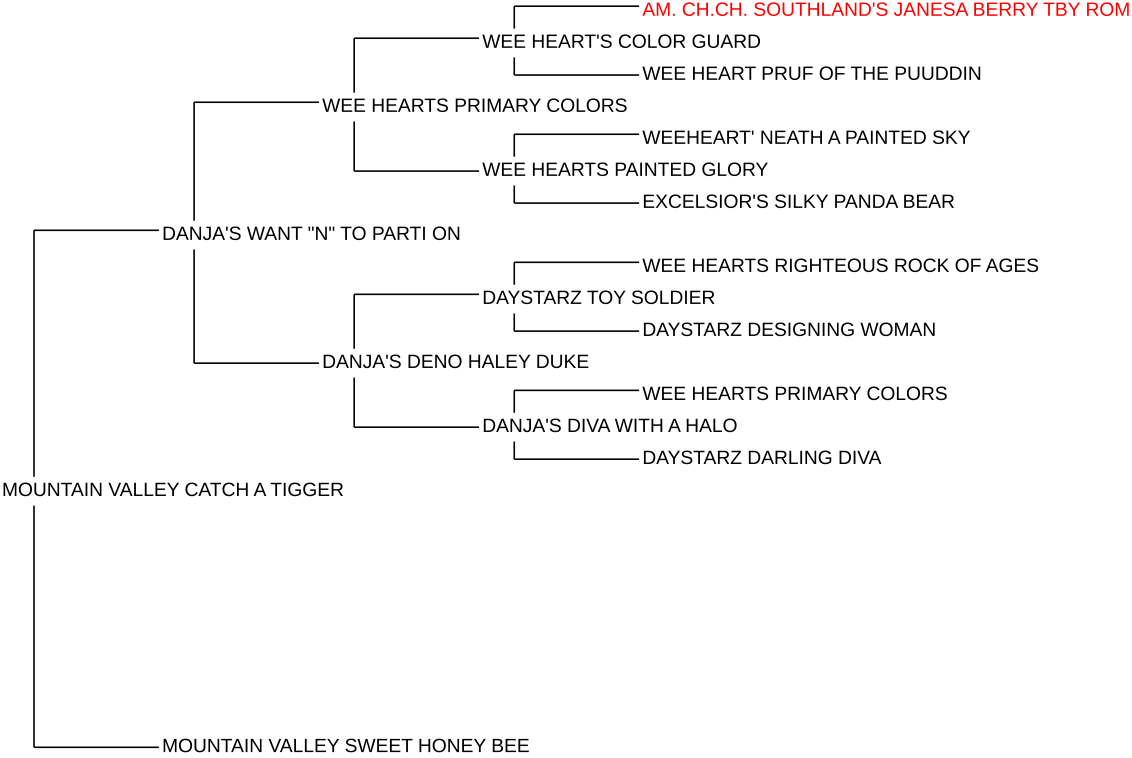 AM. CH.CH. SOUTHLAND'S JANESA BERRY TBY ROM
WEE HEART'S COLOR GUARD
WEE HEART PRUF OF THE PUUDDIN
WEE HEARTS PRIMARY COLORS
WEEHEART' NEATH A PAINTED SKY
WEE HEARTS PAINTED GLORY
EXCELSIOR'S SILKY PANDA BEAR
DANJA'S WANT "N" TO PARTI ON
WEE HEARTS RIGHTEOUS ROCK OF AGES
DAYSTARZ TOY SOLDIER
DAYSTARZ DESIGNING WOMAN
DANJA'S DENO HALEY DUKE
WEE HEARTS PRIMARY COLORS
DANJA'S DIVA WITH A HALO
DAYSTARZ DARLING DIVA
MOUNTAIN VALLEY CATCH A TIGGER
MOUNTAIN VALLEY SWEET HONEY BEE